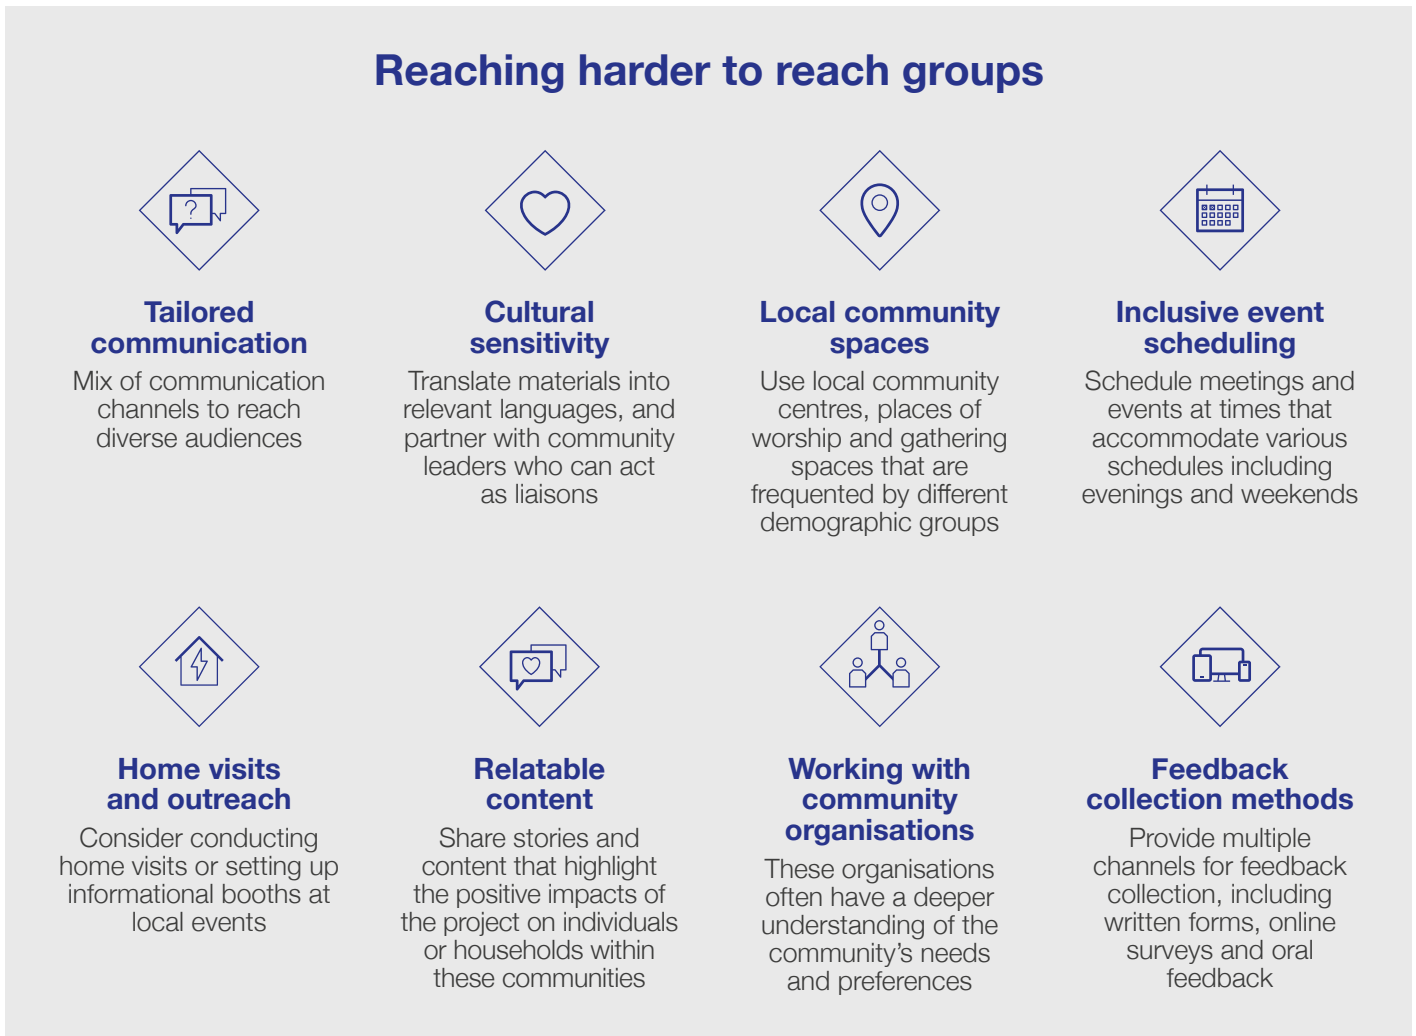 Reaching harder to reach groups
?
Tailored
communication
Mix of communication
channels to reach
diverse audiences
Cultural
sensitivity
Translate materials into
relevant languages, and
partner with community
leaders who can act
as liaisons
Local community
spaces
Use local community
centres, places of
worship and gathering
spaces that are
frequented by different
demographic groups
Inclusive event
scheduling
Schedule meetings and
events at times that
accommodate various
schedules including
evenings and weekends
Home visits
and outreach
Consider conducting
home visits or setting up
informational booths at
local events
Relatable
content
Share stories and
content that highlight
the positive impacts of
the project on individuals
or households within
these communities
Working with
community
organisations
These organisations
often have a deeper
understanding of the
community’s needs
and preferences
Feedback
collection methods
Provide multiple
channels for feedback
collection, including
written forms, online
surveys and oral
feedback